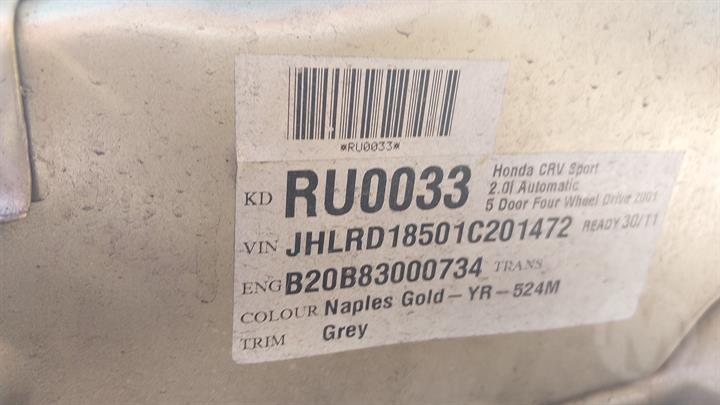 *RU0033*
KD RU0033 Honda CRV Sport
2.0l Automatic
5 Door Four Wheel Drive 2001
VIN JHLRD18501C201472 READY 30/11
ENG B20B83000734 TRANS
COLOUR Naples Gold-YR-524M
TRIM Grey